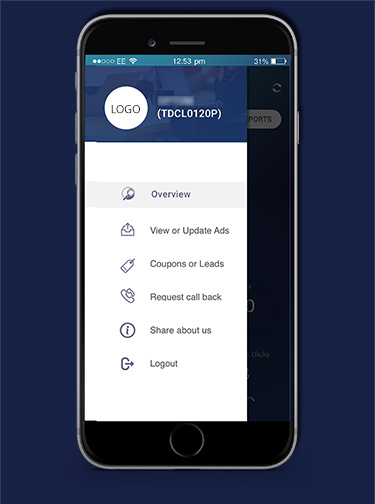 EE 12:53 pm 31%
LOGO
(TDCL0120P)
PORTS
Overview
View or Update Ads
Coupons or Leads
Request call back
Share about us
clicks
Logout